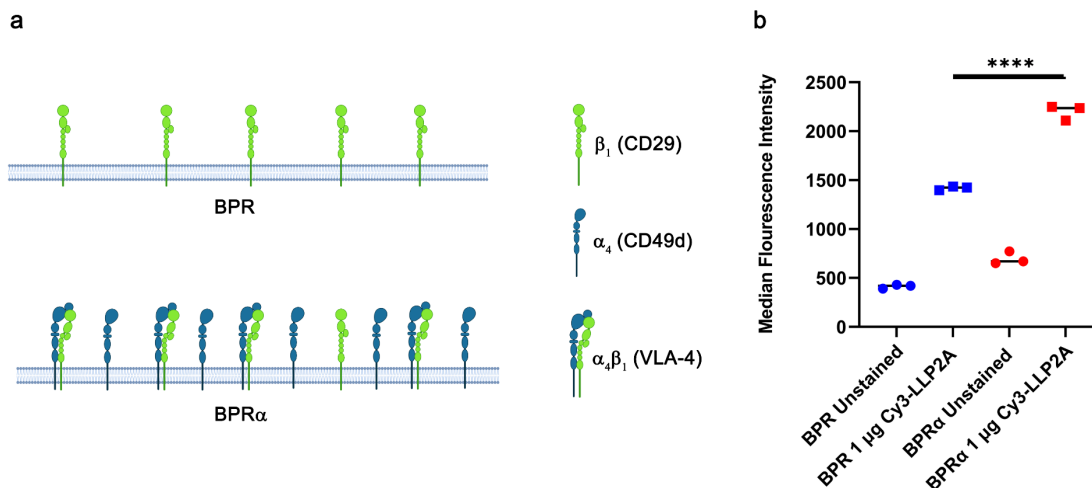 a
BPR
BPRα
β1 (CD29)
α4 (CD49d)
α4β1 (VLA-4)
b
****
Median Flourescence Intensity
2500
2000
1500
1000
500
0
BPR Unstained
BPR 1 µg Cy3-LLP2A
BPRα Unstained
BPRα 1 µg Cy3-LLP2A